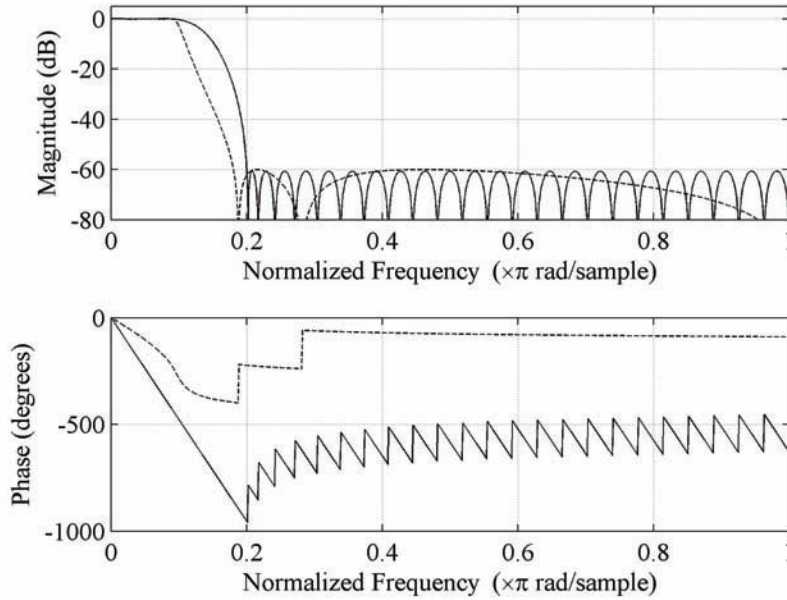 0
-20
-40
-60
-80
Magnitude (dB)
0 0.2 0.4 0.6 0.8 1
Normalized Frequency (×π rad/sample)
0
-500
-1000
Phase (degrees)
0 0.2 0.4 0.6 0.8 1
Normalized Frequency (×π rad/sample)